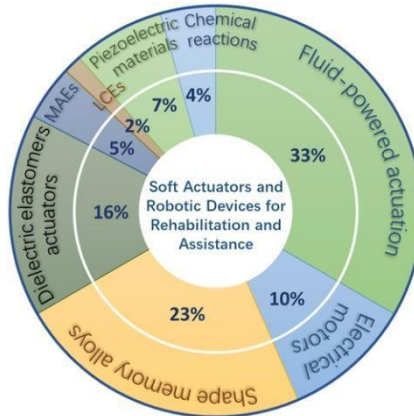 Soft Actuators and
Robotic Devices for
Rehabilitation and
Assistance
Fluid-powered actuation
33%
Electrical
motors
10%
Shape memory alloys
23%
Dielectric elastomers
actuators
16%
MAEs
5%
LCEs
2%
Piezoelectric
materials
7%
Chemical
reactions
4%